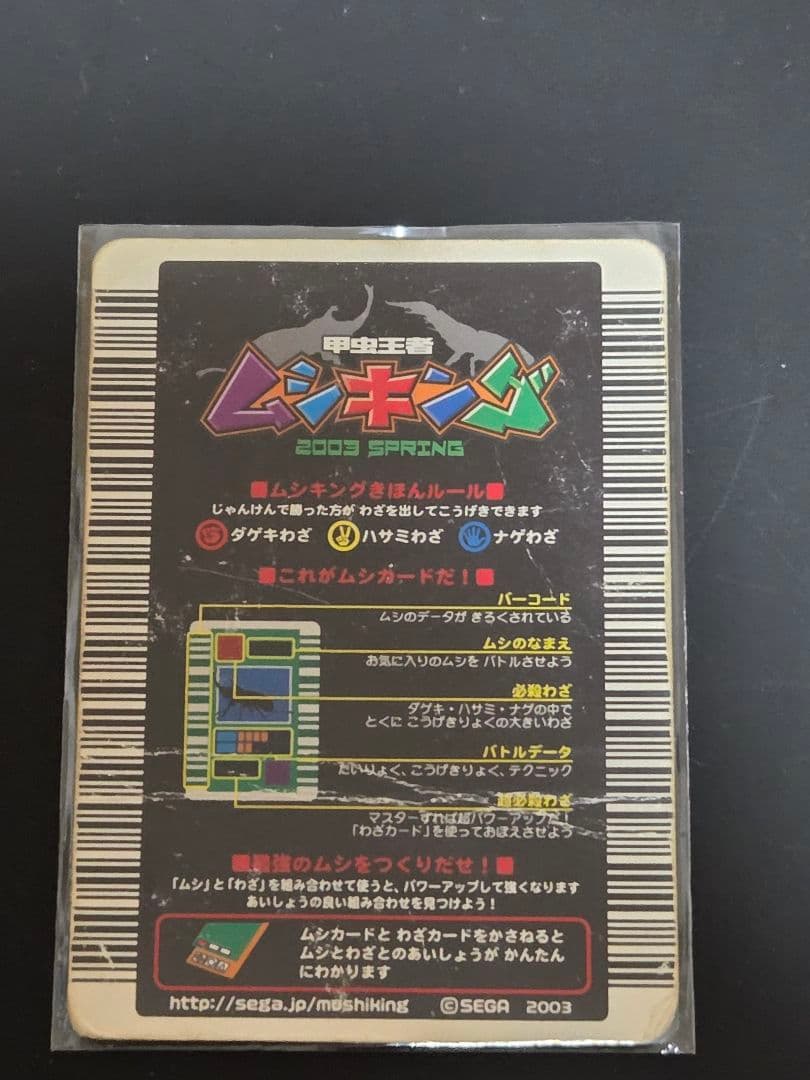 甲虫王者
ムシキング
2003 SPRING
■ムシキングきほんルール■
じゃんけんで勝った方が わざを出してこうげきできます
ダゲキわざ ハサミわざ ナゲわざ
■これがムシカードだ！■
バーコード
ムシのデータが きろくされている
ムシのなまえ
お気に入りのムシを バトルさせよう
必殺わざ
ダゲキ・ハサミ・ナゲの中で
とくに こうげきりょくの大きいわざ
バトルデータ
たいりょく、こうげきりょく、テクニック
超必殺わざ
マスターすれば超パワーアップだ！
「わざカード」を使っておぼえさせよう
■最強のムシをつくりだせ！■
「ムシ」と「わざ」を組み合わせて使うと、パワーアップして強くなります
あいしょうの良い組み合わせを見つけよう！
ムシカードと わざカードをかさねると
ムシとわざとのあいしょうが かんたん
にわかります
http://sega.jp/mushiking ©SEGA 2003